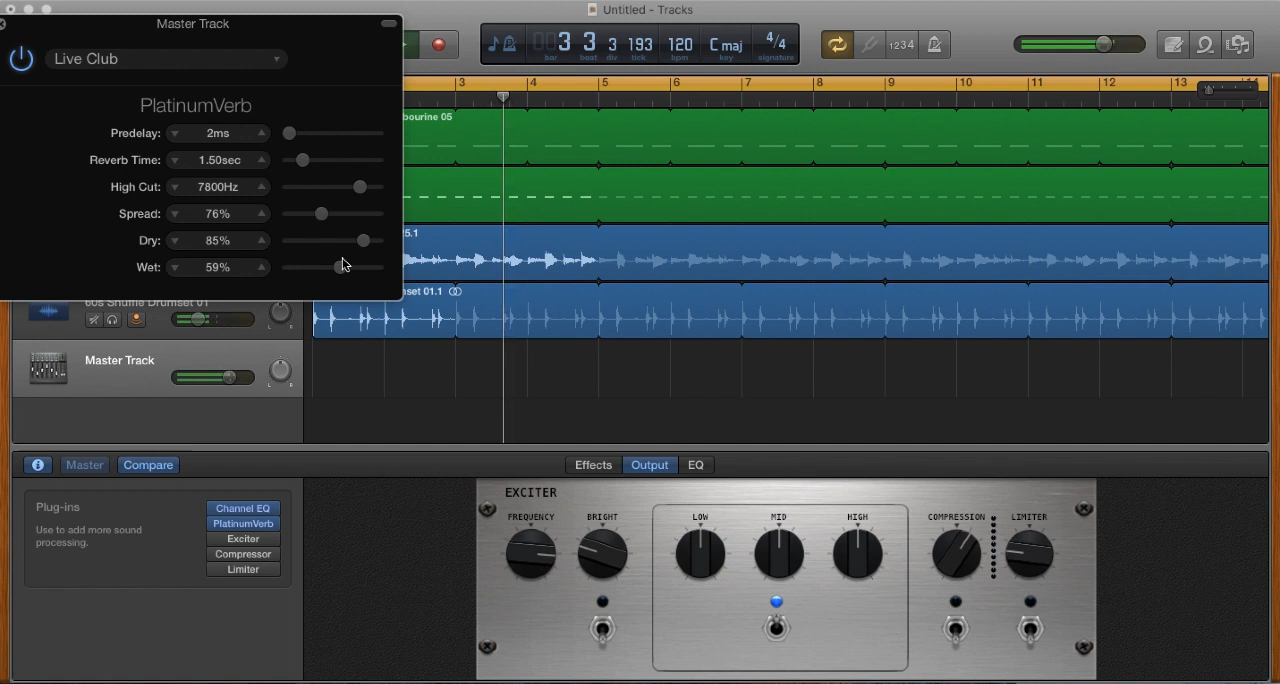 Untitled - Tracks
Master Track
Live Club
PlatinumVerb
Predelay: 2ms
Reverb Time: 1.50sec
High Cut: 7800Hz
Spread: 76%
Dry: 85%
Wet: 59%
3 3 3 193 120 C maj 4/4
bar beat div tick bpm key signature
1234
3 4 5 6 7 8 9 10 11 12 13 14
bourine 05
25.1
60s Shuffle Drumset 01
mset 01.1
L R
Master Track
L R
Master Compare
Effects Output EQ
Plug-ins
Use to add more sound
processing.
Channel EQ
PlatinumVerb
Exciter
Compressor
Limiter
EXCITER
FREQUENCY BRIGHT LOW MID HIGH COMPRESSION LIMITER